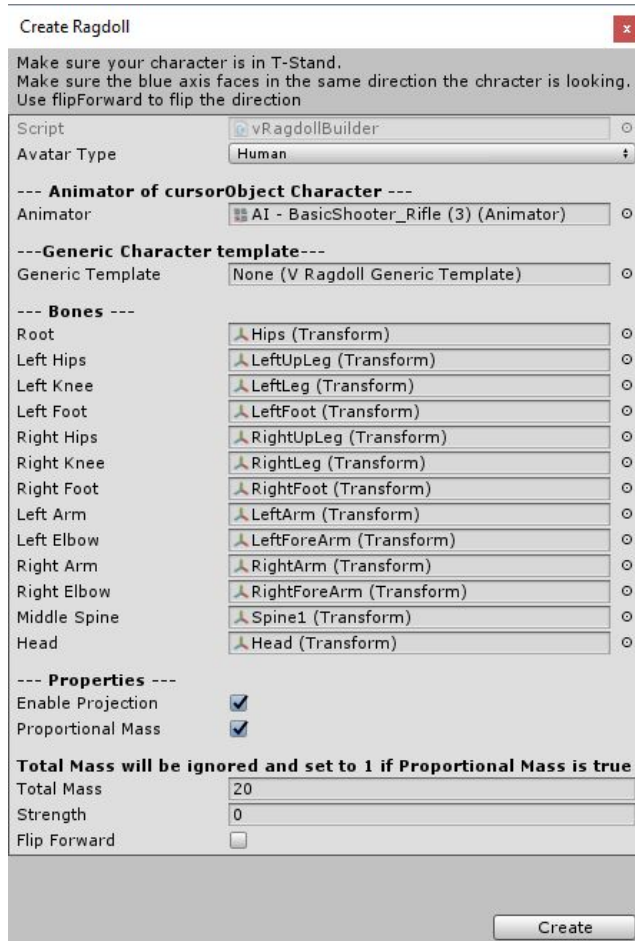 Create Ragdoll
x
Make sure your character is in T-Stand.
Make sure the blue axis faces in the same direction the chracter is looking.
Use flipForward to flip the direction
Script vRagdollBuilder
Avatar Type Human
--- Animator of cursorObject Character ---
Animator AI - BasicShooter_Rifle (3) (Animator)
---Generic Character template---
Generic Template None (V Ragdoll Generic Template)
--- Bones ---
Root Hips (Transform)
Left Hips LeftUpLeg (Transform)
Left Knee LeftLeg (Transform)
Left Foot LeftFoot (Transform)
Right Hips RightUpLeg (Transform)
Right Knee RightLeg (Transform)
Right Foot RightFoot (Transform)
Left Arm LeftArm (Transform)
Left Elbow LeftForeArm (Transform)
Right Arm RightArm (Transform)
Right Elbow RightForeArm (Transform)
Middle Spine Spine1 (Transform)
Head Head (Transform)
--- Properties ---
Enable Projection
Proportional Mass
Total Mass will be ignored and set to 1 if Proportional Mass is true
Total Mass 20
Strength 0
Flip Forward
Create